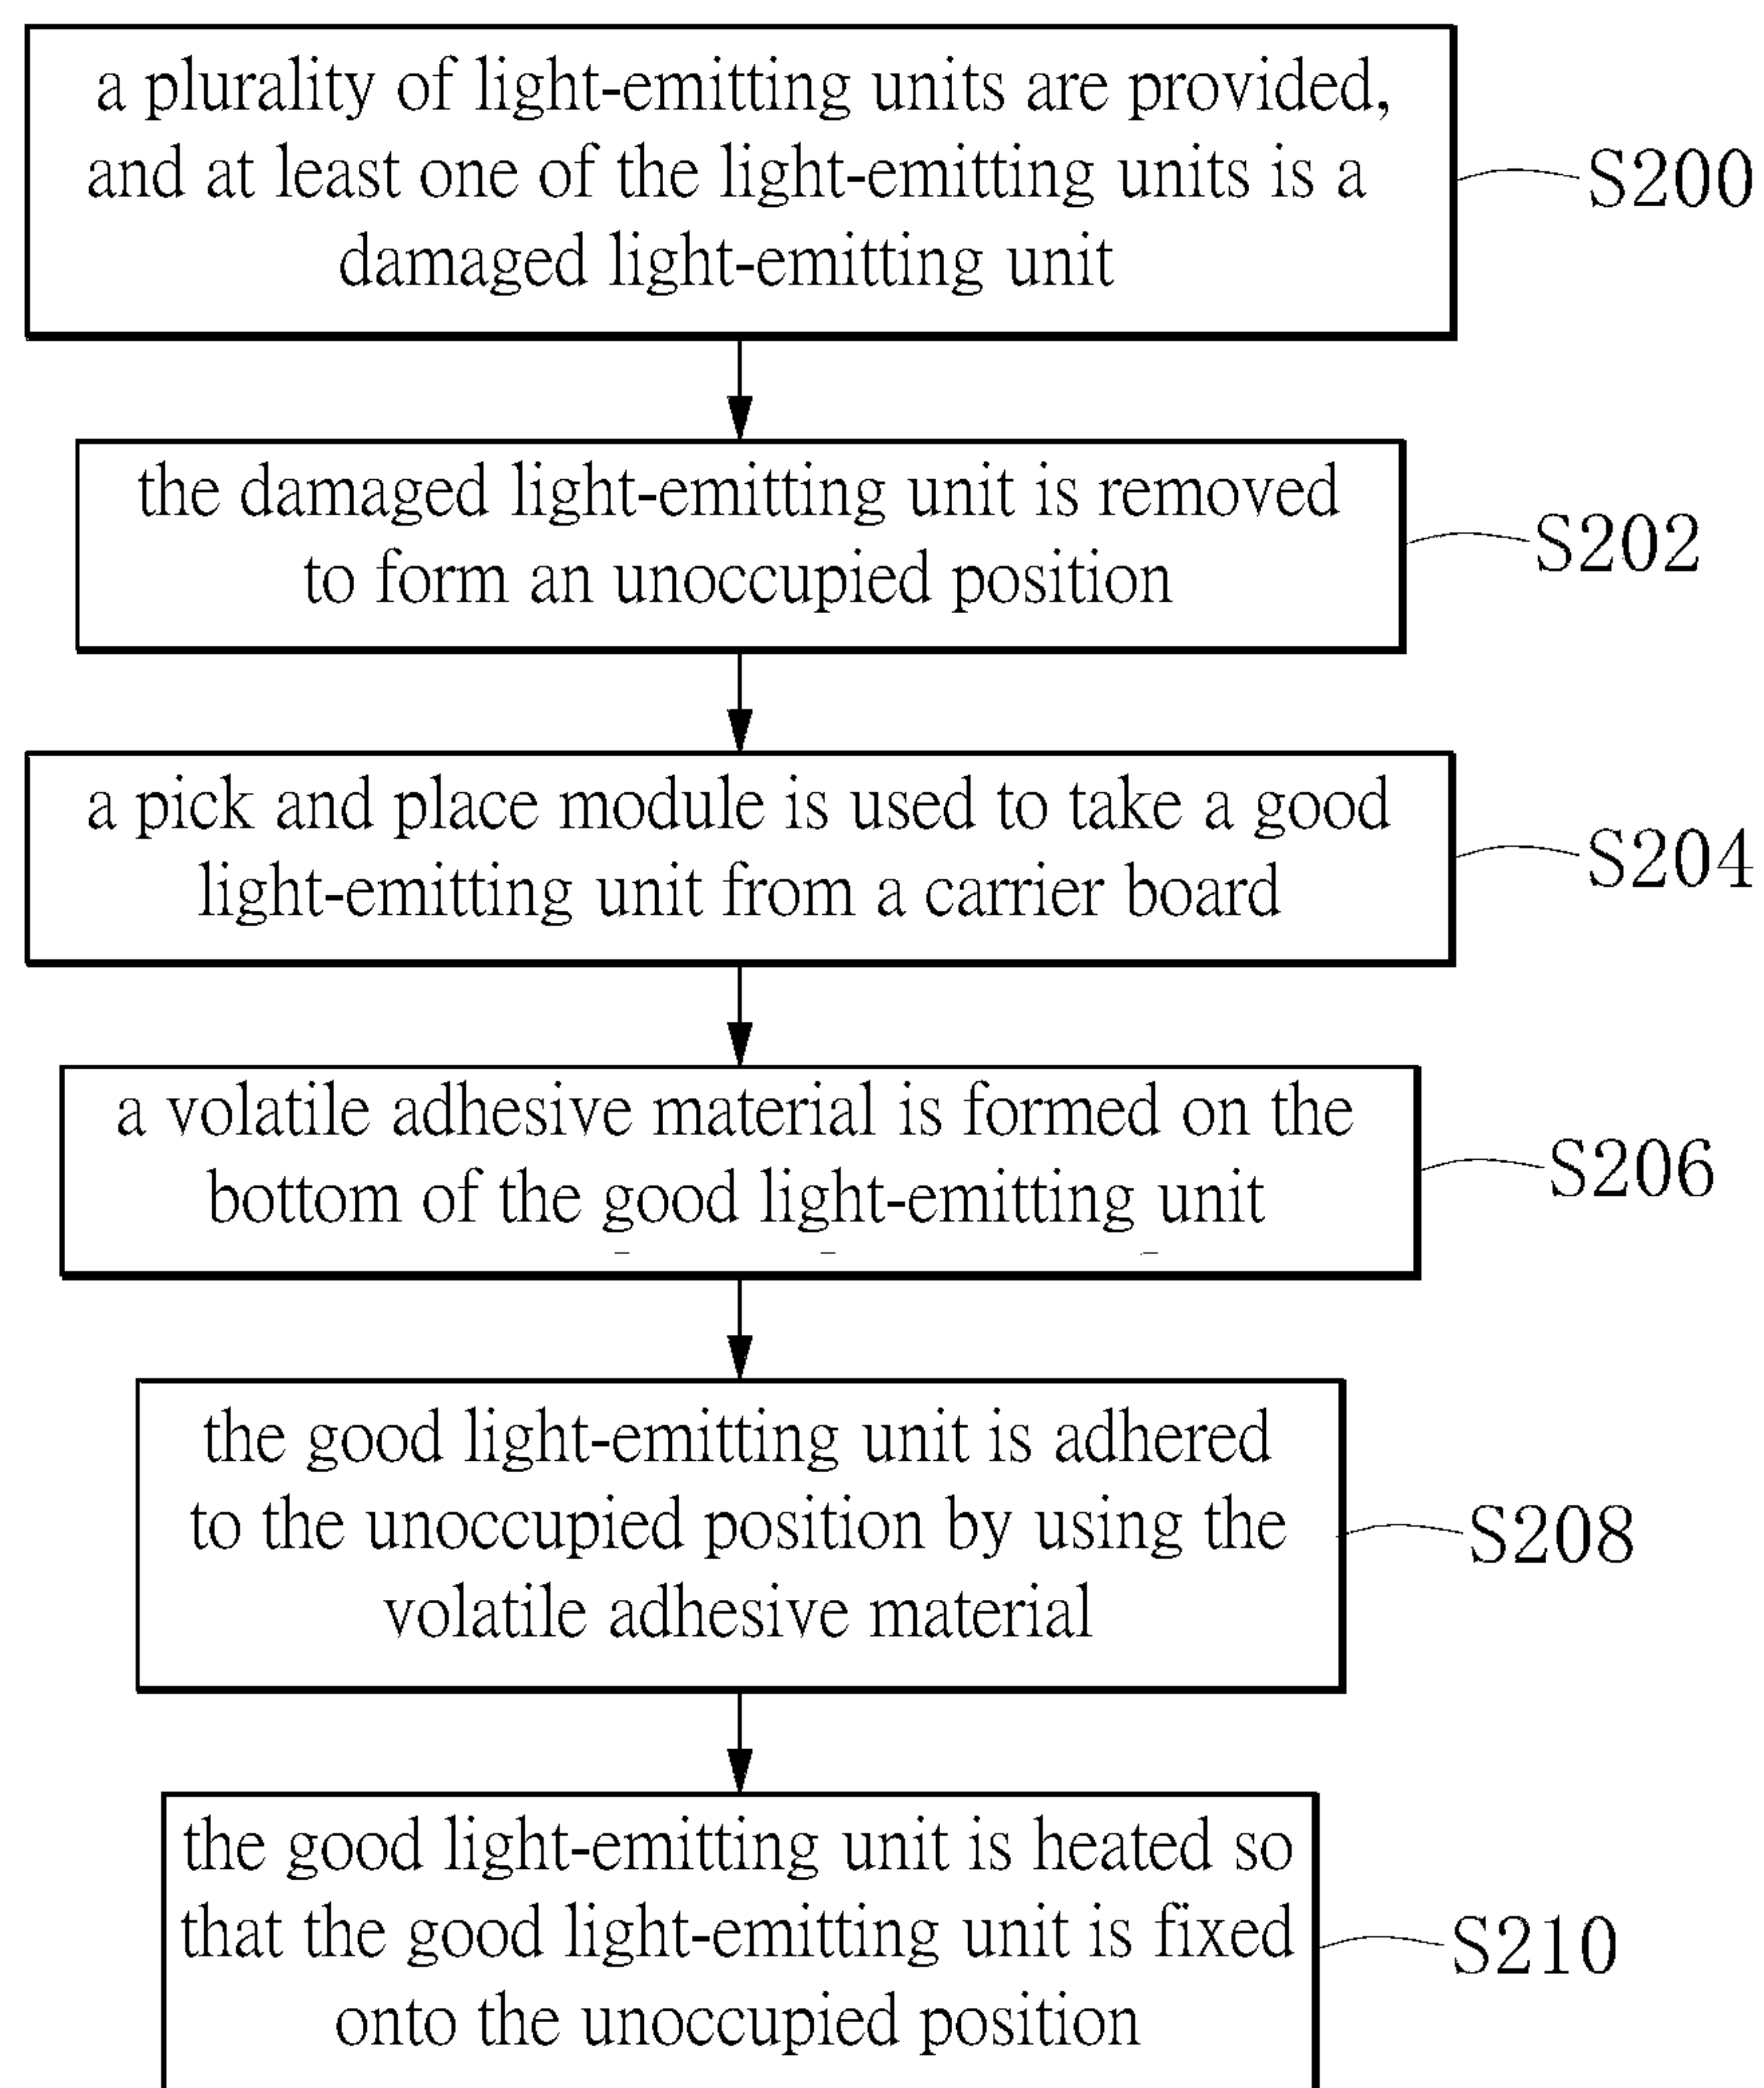 a plurality of light-emitting units are provided,
and at least one of the light-emitting units is a
damaged light-emitting unit
S200
the damaged light-emitting unit is removed
to form an unoccupied position
S202
a pick and place module is used to take a good
light-emitting unit from a carrier board
S204
a volatile adhesive material is formed on the
bottom of the good light-emitting unit
S206
the good light-emitting unit is adhered
to the unoccupied position by using the
volatile adhesive material
S208
the good light-emitting unit is heated so
that the good light-emitting unit is fixed
onto the unoccupied position
S210